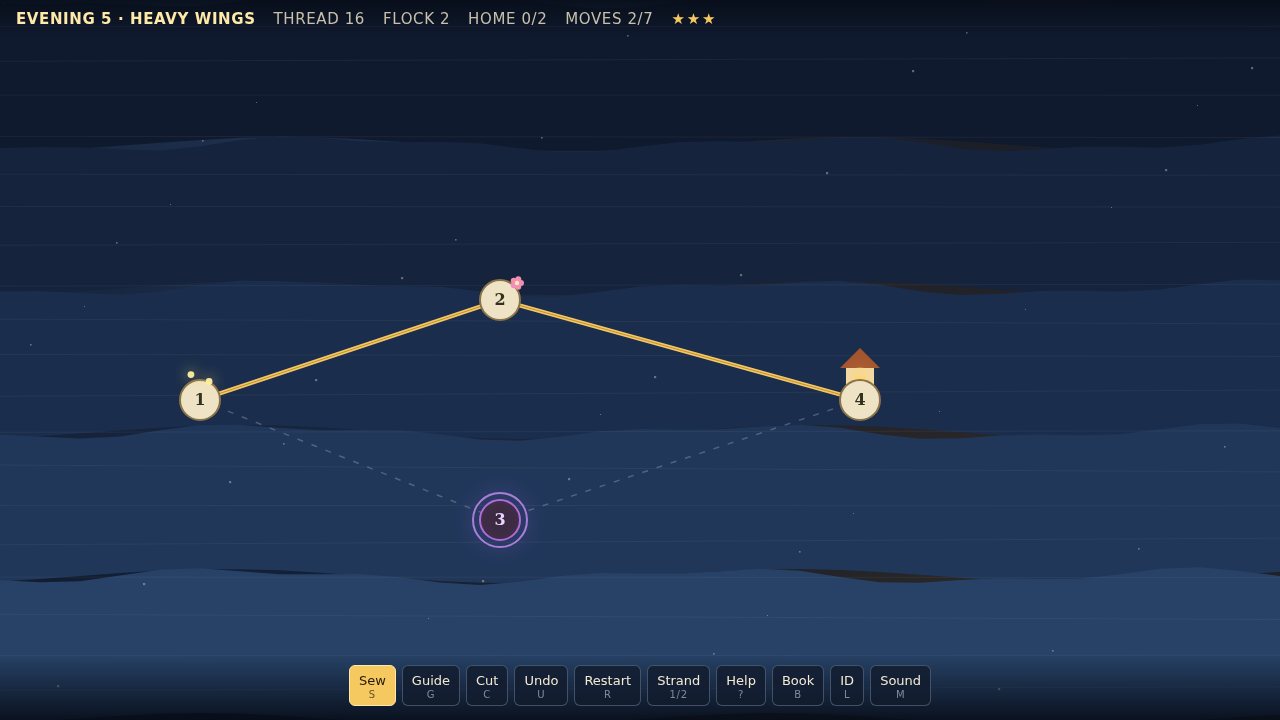 EVENING 5 · HEAVY WINGS THREAD 16 FLOCK 2 HOME 0/2 MOVES 2/7 ★★★
2
1
4
3
Sew Guide Cut Undo Restart Strand Help Book ID Sound
S G C U R 1/2 ? B L M